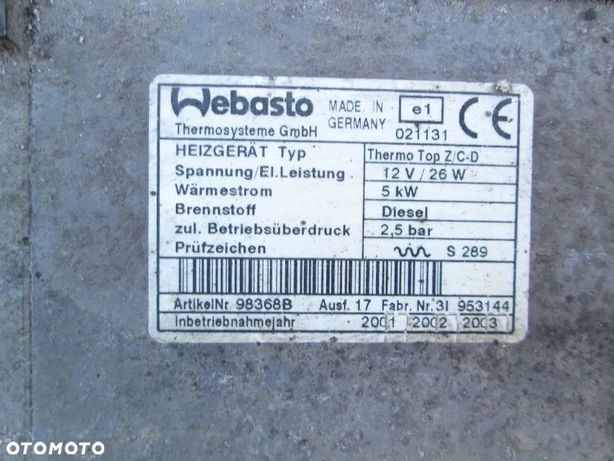 Webasto
Thermosysteme GmbH
MADE IN
GERMANY
e1
021131
CE
HEIZGERÄT Typ Thermo Top Z/C-D
Spannung/El.Leistung 12 V / 26 W
Wärmestrom 5 kW
Brennstoff Diesel
zul. Betriebsüberdruck 2,5 bar
Prüfzeichen S 289
ArtikelNr. 98368B Ausf. 17 Fabr. Nr. 3I 953144
Inbetriebnahmejahr 2001 2002 2003
OTOMOTO